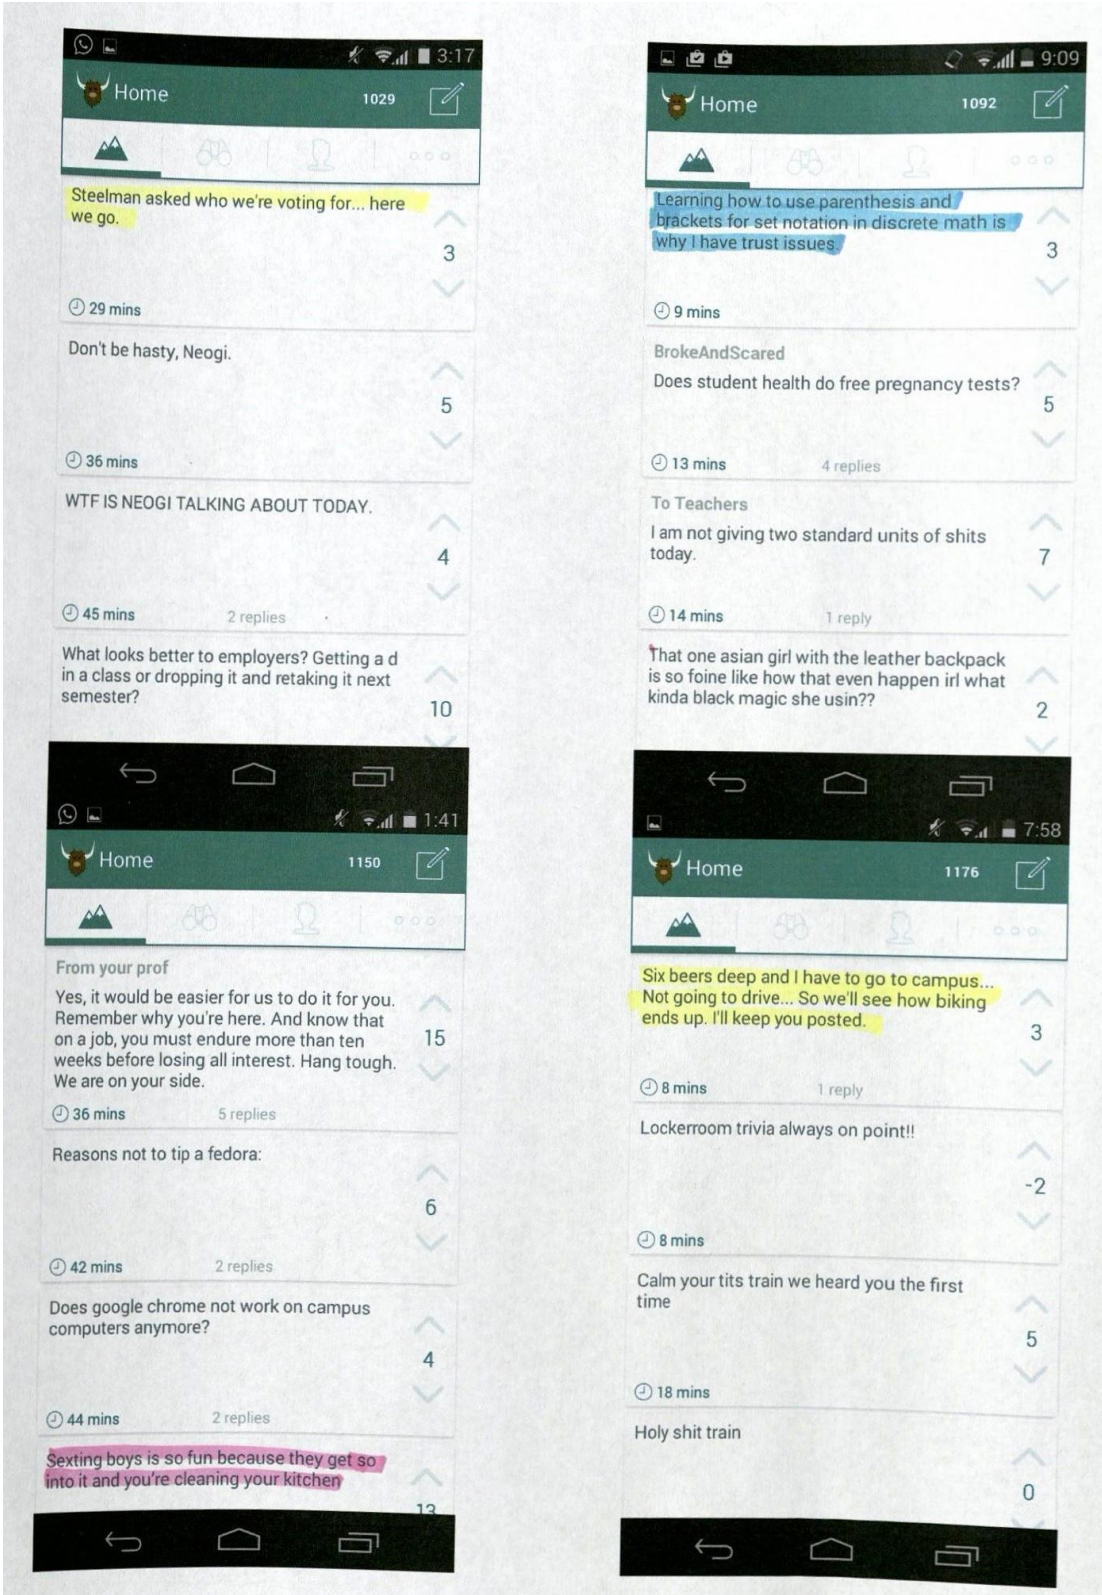 3:17
Home
1029
Steelman asked who we're voting for... here
we go.
3
29 mins
Don't be hasty, Neogi.
5
36 mins
WTF IS NEOGI TALKING ABOUT TODAY.
4
45 mins
2 replies
What looks better to employers? Getting a d
in a class or dropping it and retaking it next
semester?
10
9:09
Home
1092
Learning how to use parenthesis and
brackets for set notation in discrete math is
why I have trust issues.
3
9 mins
BrokeAndScared
Does student health do free pregnancy tests?
5
13 mins
4 replies
To Teachers
I am not giving two standard units of shits
today.
7
14 mins
1 reply
That one asian girl with the leather backpack
is so foine like how that even happen irl what
kinda black magic she usin??
2
1:41
Home
1150
From your prof
Yes, it would be easier for us to do it for you.
Remember why you're here. And know that
on a job, you must endure more than ten
weeks before losing all interest. Hang tough.
We are on your side.
15
36 mins
5 replies
Reasons not to tip a fedora:
6
42 mins
2 replies
Does google chrome not work on campus
computers anymore?
4
44 mins
2 replies
Sexting boys is so fun because they get so
into it and you're cleaning your kitchen
13
7:58
Home
1176
Six beers deep and I have to go to campus...
Not going to drive... So we'll see how biking
ends up. I'll keep you posted.
3
8 mins
1 reply
Lockerroom trivia always on point!!
-2
8 mins
Calm your tits train we heard you the first
time
5
18 mins
Holy shit train
0